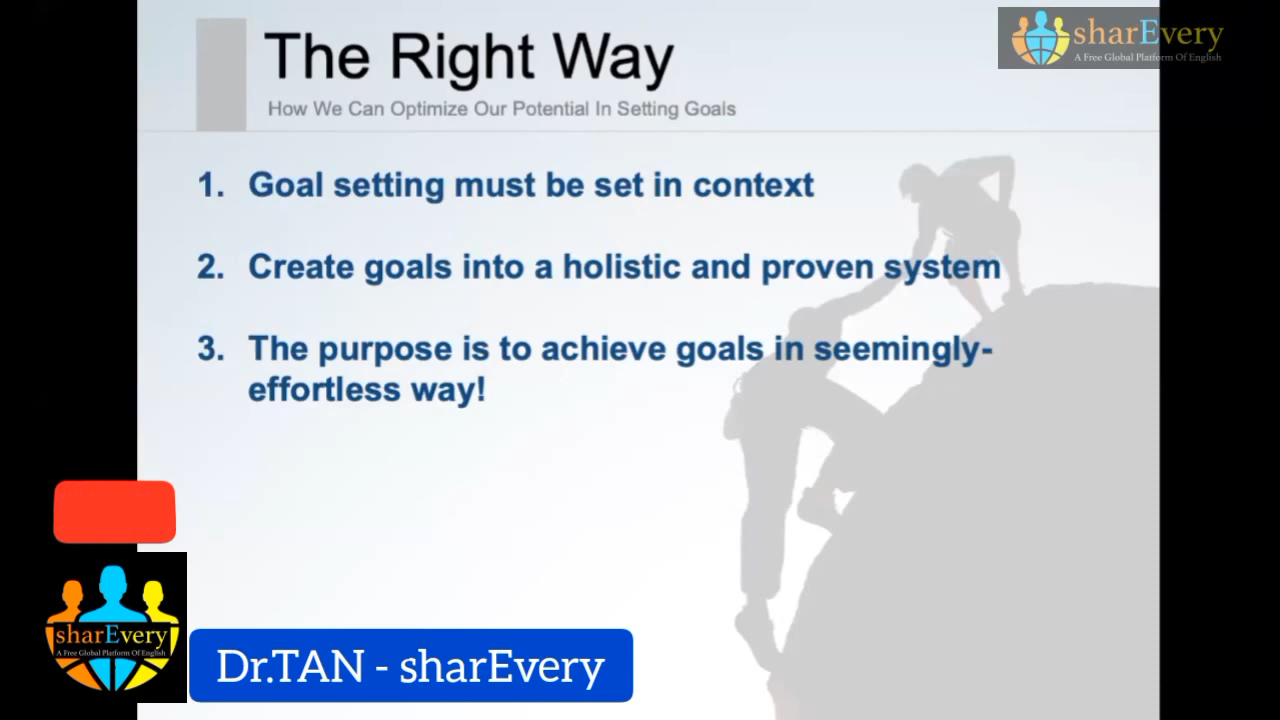 The Right Way
How We Can Optimize Our Potential In Setting Goals
sharEvery
A Free Global Platform Of English
1. Goal setting must be set in context
2. Create goals into a holistic and proven system
3. The purpose is to achieve goals in seemingly-
effortless way!
sharEvery
A Free Global Platform Of English
Dr.TAN - sharEvery